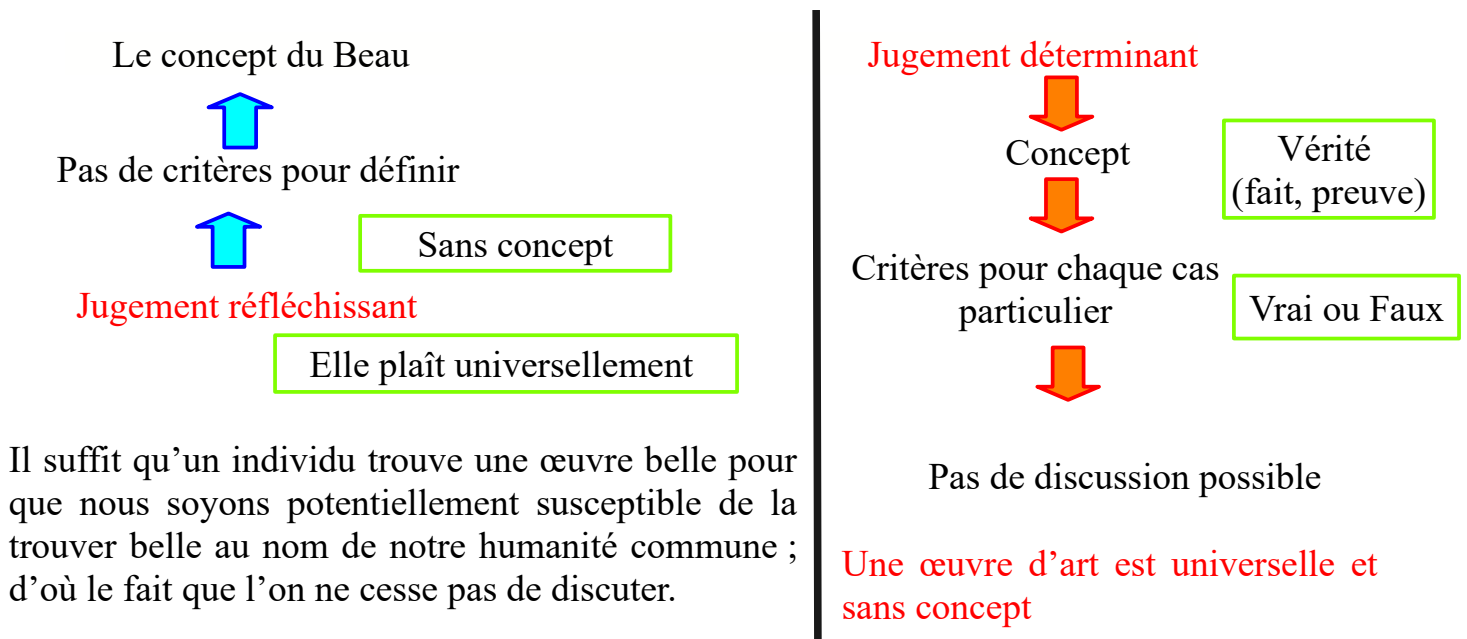 Le concept du Beau
Pas de critères pour définir
Sans concept
Jugement réfléchissant
Elle plaît universellement
Il suffit qu’un individu trouve une œuvre belle pour
que nous soyons potentiellement susceptible de la
trouver belle au nom de notre humanité commune ;
d’où le fait que l’on ne cesse pas de discuter.
Jugement déterminant
Concept
Vérité
(fait, preuve)
Critères pour chaque cas
particulier
Vrai ou Faux
Pas de discussion possible
Une œuvre d’art est universelle et
sans concept